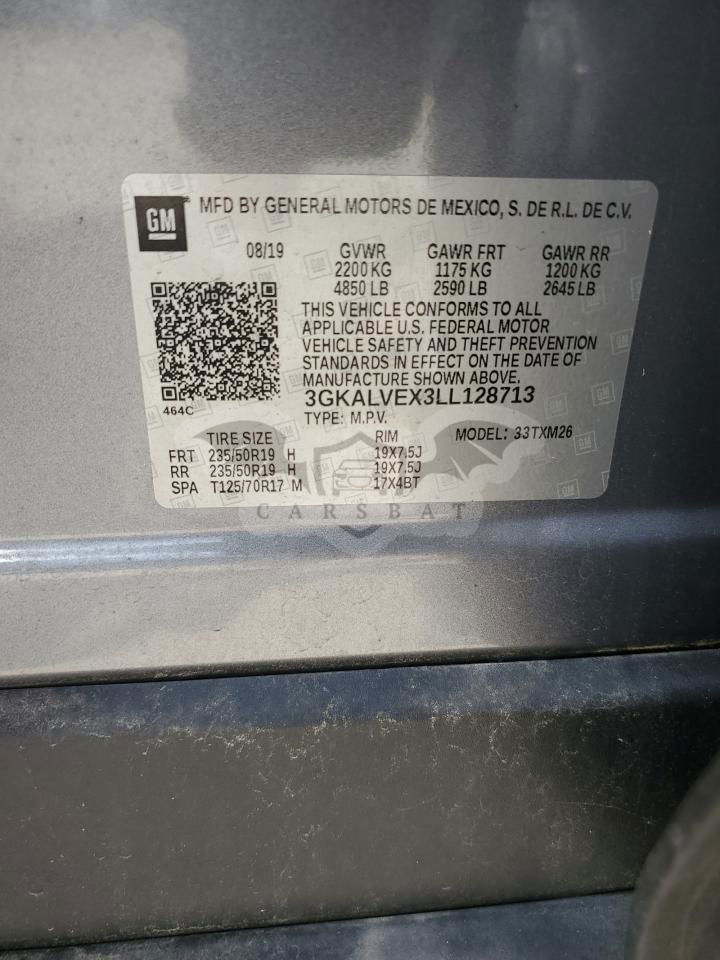 GM MFD BY GENERAL MOTORS DE MEXICO, S. DE R.L. DE C.V.
08/19 GVWR GAWR FRT GAWR RR
2200 KG 1175 KG 1200 KG
4850 LB 2590 LB 2645 LB
THIS VEHICLE CONFORMS TO ALL
APPLICABLE U.S. FEDERAL MOTOR
VEHICLE SAFETY AND THEFT PREVENTION
STANDARDS IN EFFECT ON THE DATE OF
MANUFACTURE SHOWN ABOVE.
3GKALVEX3LL128713
464C
TYPE: M.P.V. MODEL: 33TXM26
TIRE SIZE RIM
FRT 235/50R19 H 19X7.5J
RR 235/50R19 H 19X7.5J
SPA T125/70R17 M 17X4BT
CARSBAT